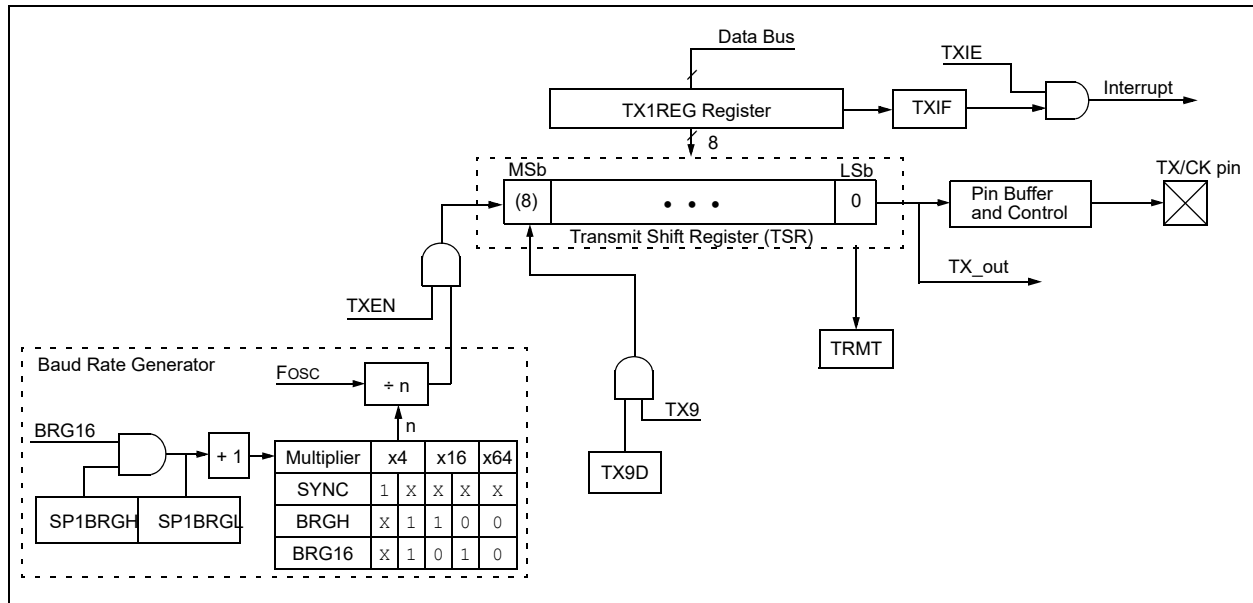 Data Bus
TXIE
Interrupt
TX1REG Register
TXIF
8
MSb
LSb
TX/CK pin
(8)
• • •
0
Pin Buffer
and Control
Transmit Shift Register (TSR)
TX_out
TXEN
TRMT
Baud Rate Generator
FOSC
÷ n
TX9
n
BRG16
+ 1
TX9D
Multiplier x4 x16 x64
SYNC 1 X X X X
BRGH X 1 1 0 0
BRG16 X 1 0 1 0
SP1BRGH SP1BRGL